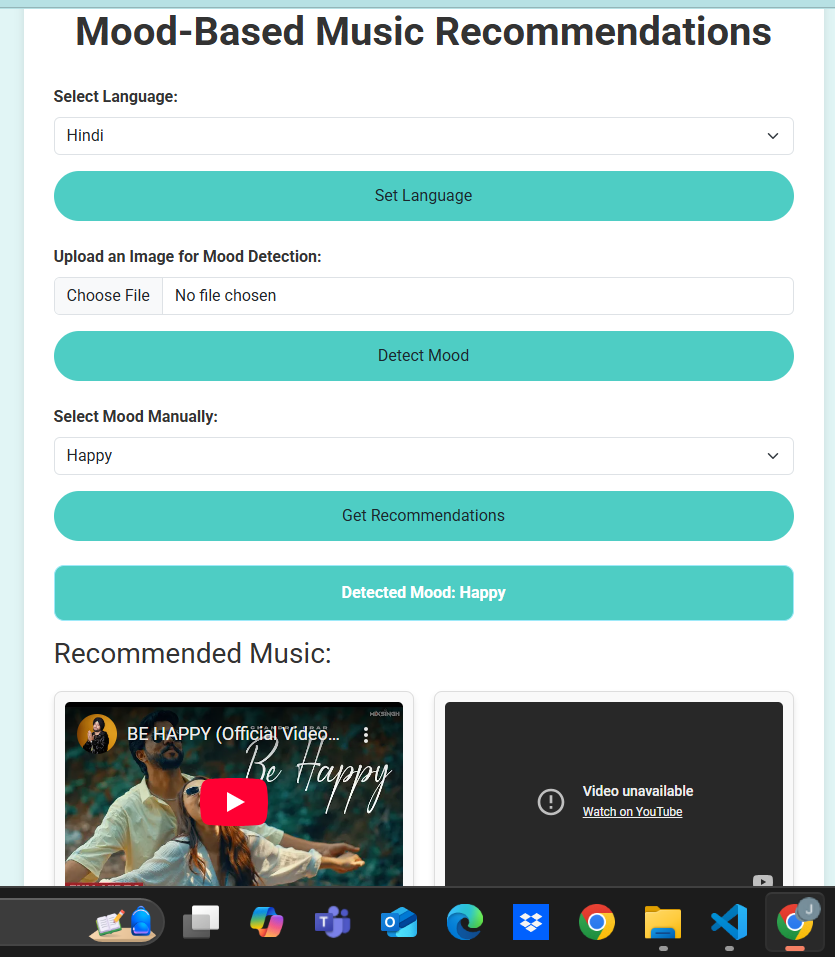 Mood-Based Music Recommendations
Select Language:
Hindi
Set Language
Upload an Image for Mood Detection:
Choose File No file chosen
Detect Mood
Select Mood Manually:
Happy
Get Recommendations
Detected Mood: Happy
Recommended Music:
MIXSINGH
BE HAPPY (Official Video...
Be Happy
Video unavailable
Watch on YouTube
T
O
J